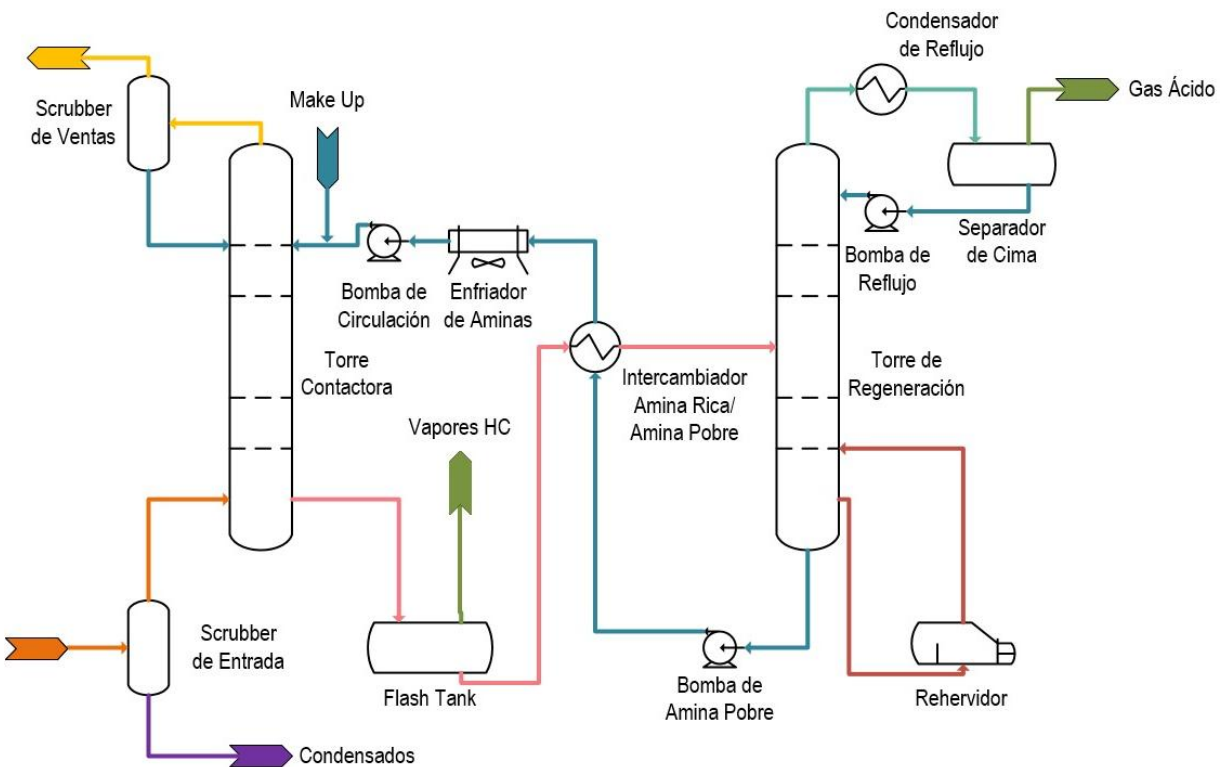 Condensador
de Reflujo
Gas Ácido
Scrubber
de Ventas
Make Up
Separador
de Cima
Bomba de
Reflujo
Bomba de
Circulación
Enfriador
de Aminas
Torre
Contactora
Intercambiador
Amina Rica/
Amina Pobre
Torre de
Regeneración
Vapores HC
Scrubber
de Entrada
Flash Tank
Bomba de
Amina Pobre
Rehervidor
Condensados